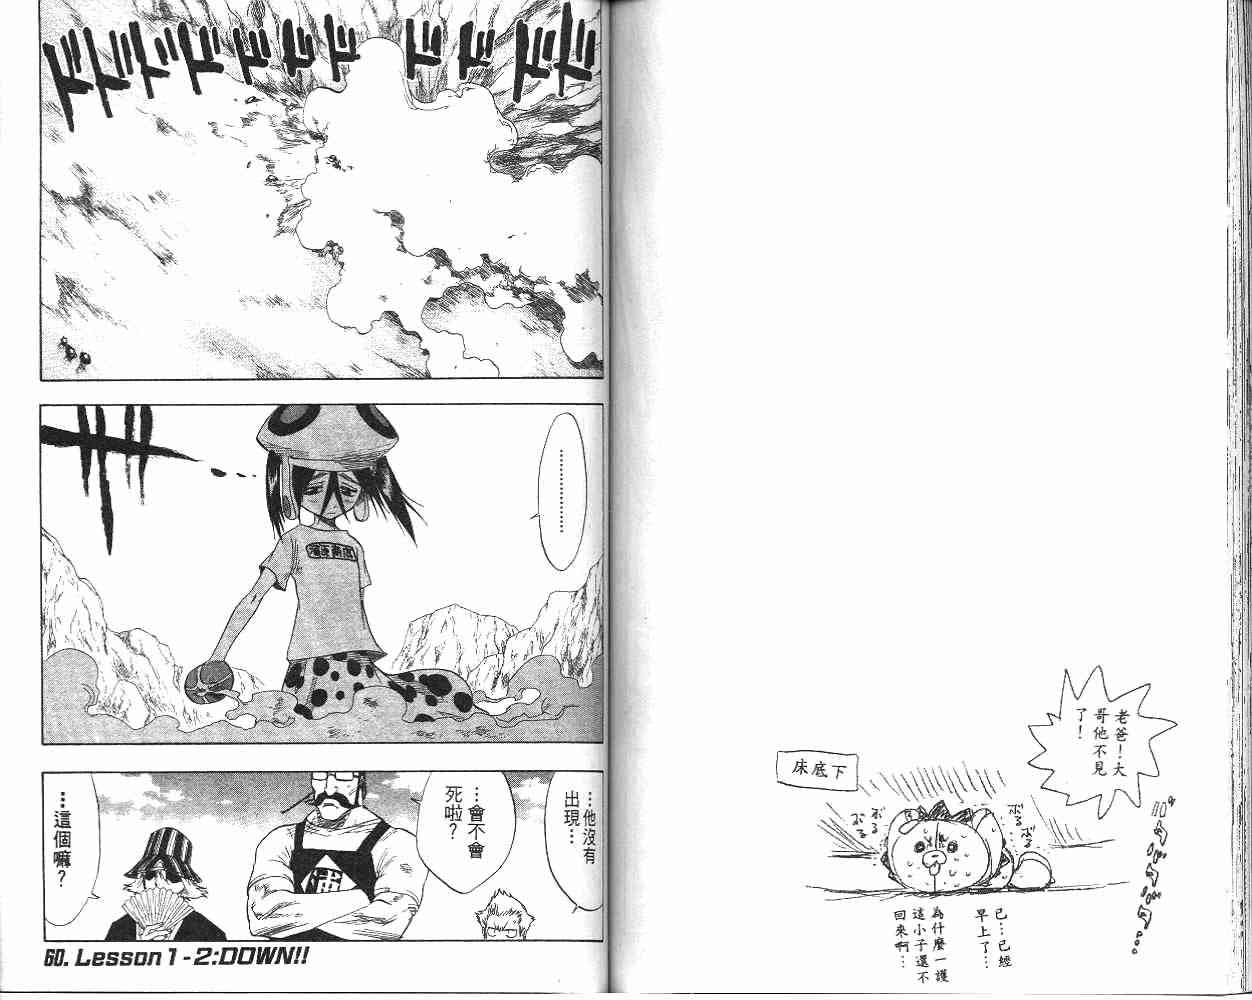 老爸！大
哥他不見
了！
床底下
ぶる
ぶる
ぶる
ぶる
已…已經
早上了…
為什麼一護
這小子還不
回來啊…
ドドドドドドドドドド
…………
…他沒有
出現…
…會不會
死啦？
…這個嘛？
60. Lesson 1-2:DOWN!!